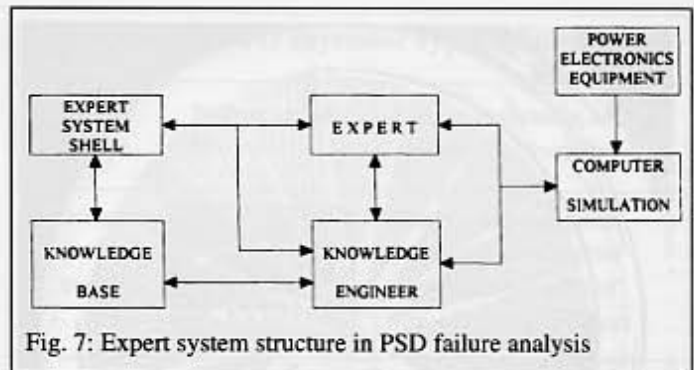 POWER
ELECTRONICS
EQUIPMENT
EXPERT
SYSTEM
SHELL
EXPERT
COMPUTER
SIMULATION
KNOWLEDGE
BASE
KNOWLEDGE
ENGINEER
Fig. 7: Expert system structure in PSD failure analysis